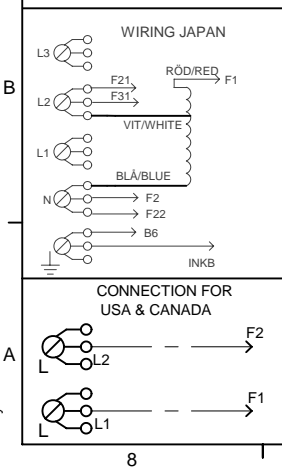 WIRING JAPAN
L3
RÖD/RED
F21
F1
F31
L2
VIT/WHITE
B
L1
BLÅ/BLUE
N
F2
F22
B6
INKB
CONNECTION FOR
USA & CANADA
F2
A
L
L2
F1
L
L1
8